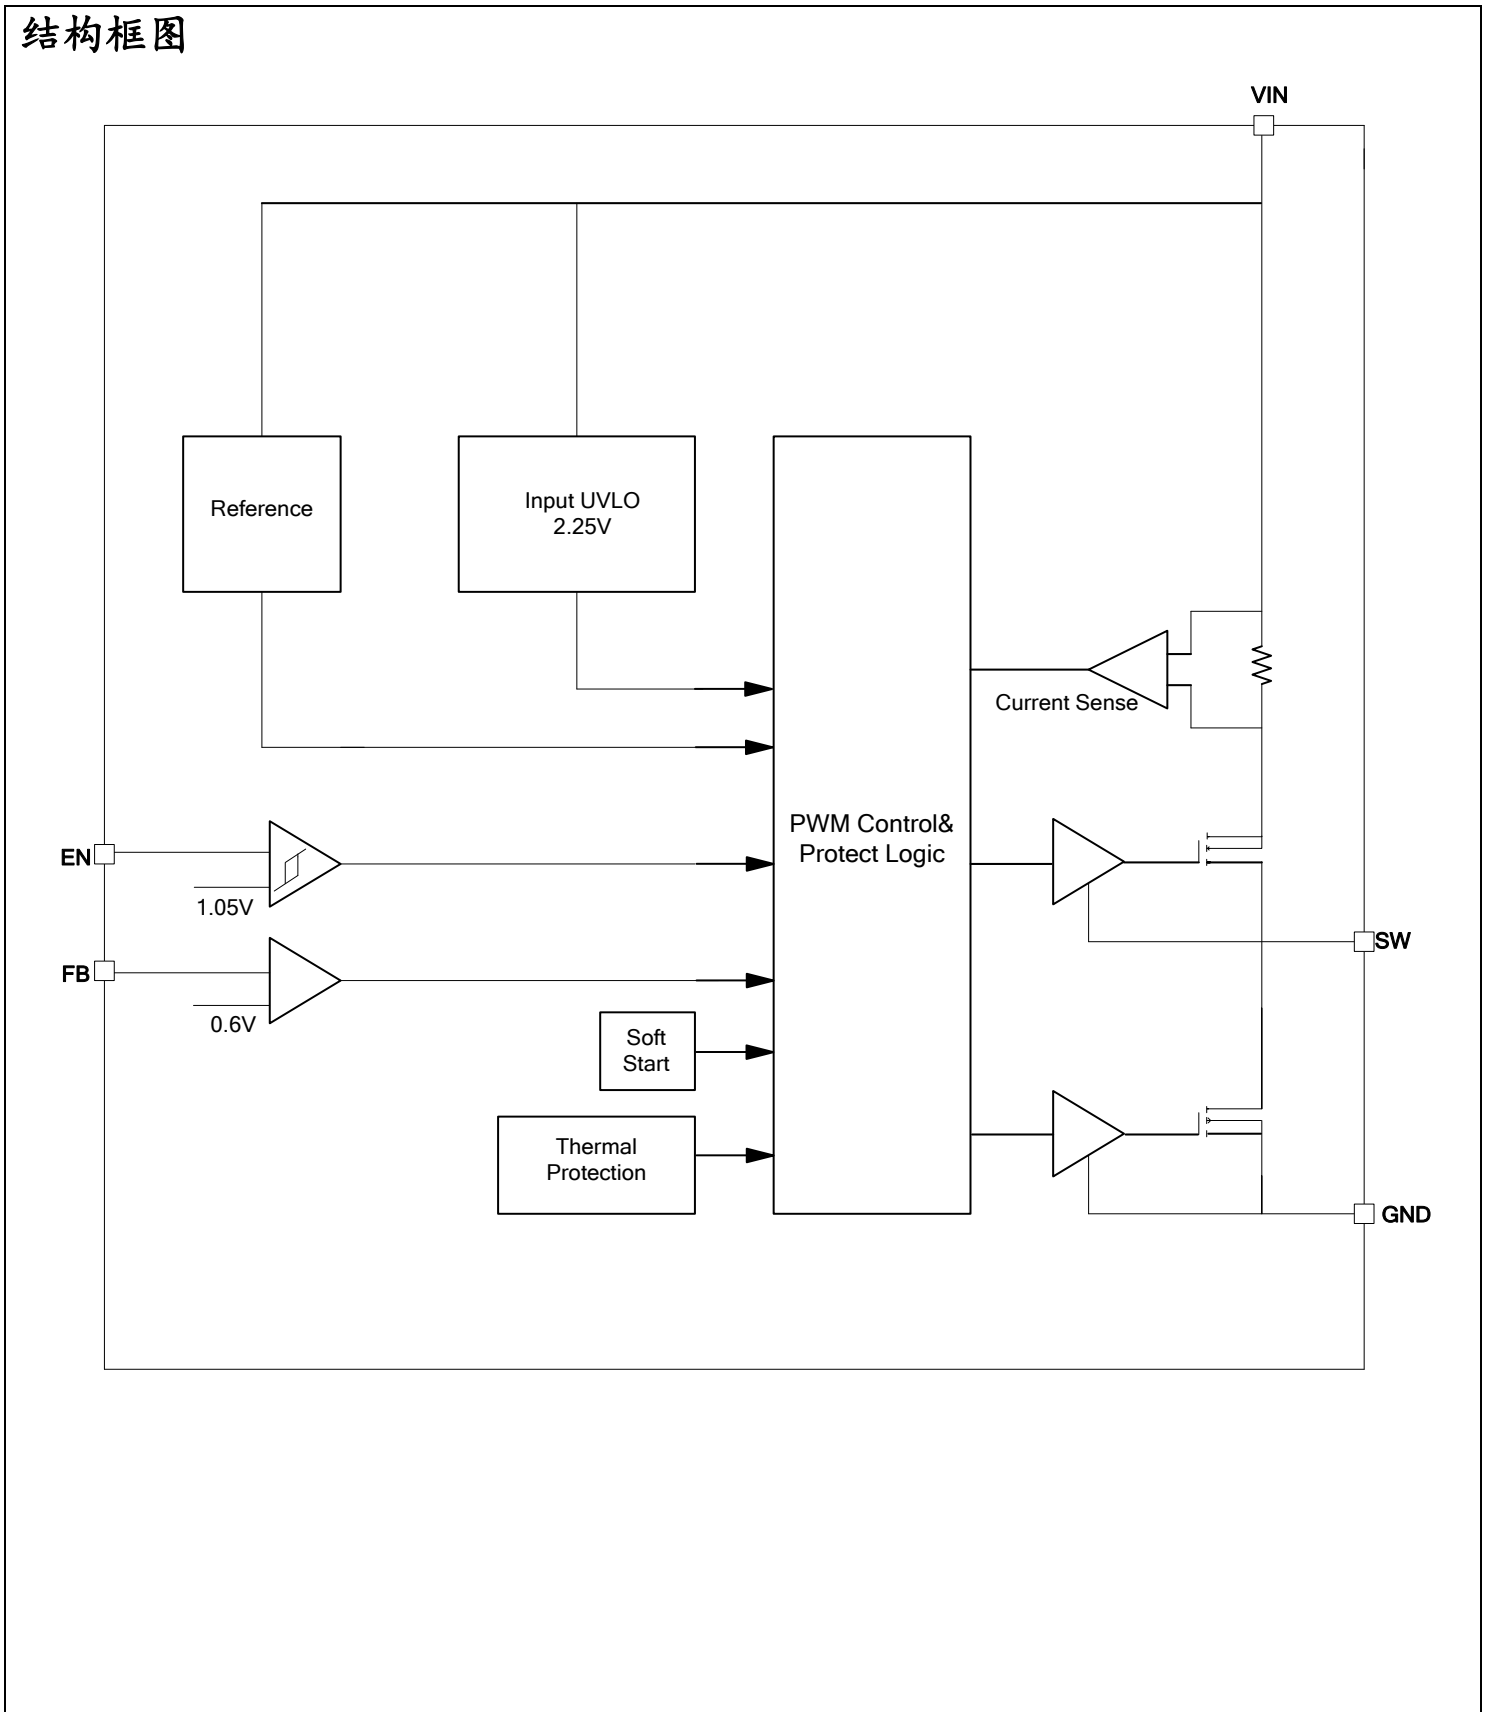 结构框图
VIN
Reference
Input UVLO
2.25V
Current Sense
PWM Control&
Protect Logic
EN
1.05V
SW
FB
0.6V
Soft
Start
Thermal
Protection
GND